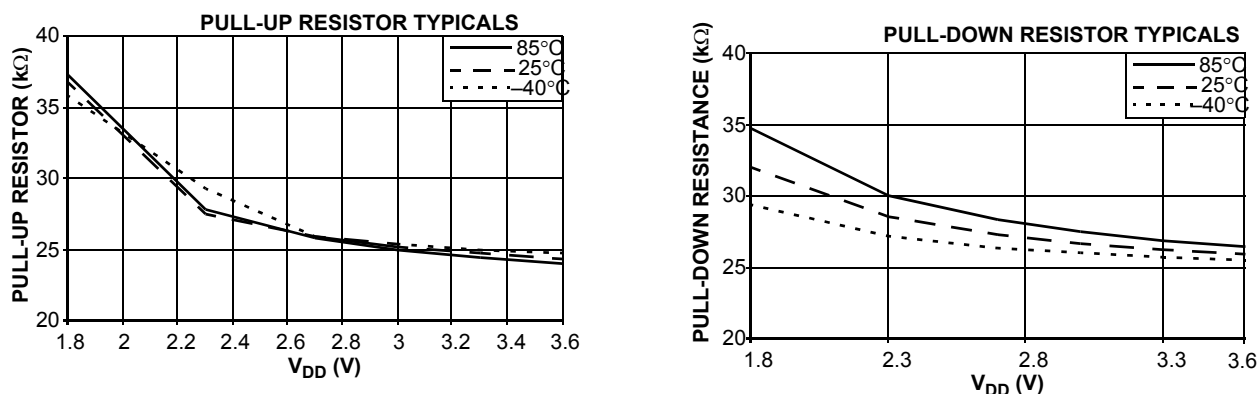 PULL-UP RESISTOR TYPICALS
PULL-UP RESISTOR (kΩ)
40
35
30
25
20
85°C
25°C
–40°C
1.8 2 2.2 2.4 2.6 2.8 3 3.2 3.4 3.6
VDD (V)
PULL-DOWN RESISTOR TYPICALS
PULL-DOWN RESISTANCE (kΩ)
40
35
30
25
20
85°C
25°C
–40°C
1.8 2.3 2.8 3.3 3.6
VDD (V)